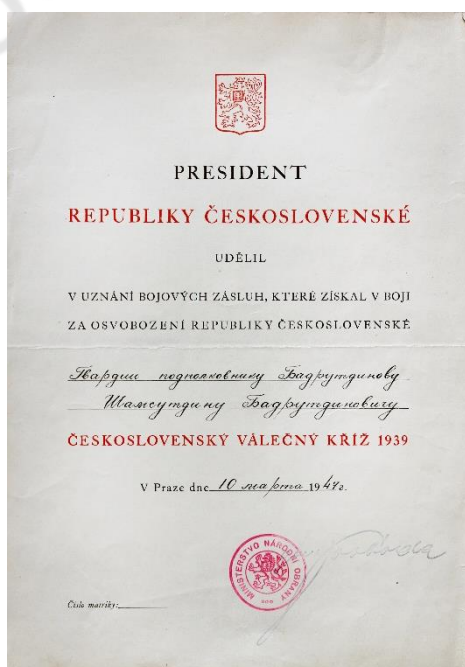 PRESIDENT
REPUBLIKY ČESKOSLOVENSKÉ
UDĚLIL
V UZNÁNÍ BOJOVÝCH ZÁSLUH, KTERÉ ZÍSKAL V BOJI
ZA OSVOBOZENÍ REPUBLIKY ČESKOSLOVENSKÉ
Гвардии подполковнику Бадрутдинову
Шамсутдину Бадрутдиновичу
ČESKOSLOVENSKÝ VÁLEČNÝ KŘÍŽ 1939
V Praze dne 10 марта 1947г.
MINISTERSTVO NÁRODNÍ OBRANY
Číslo matriky: